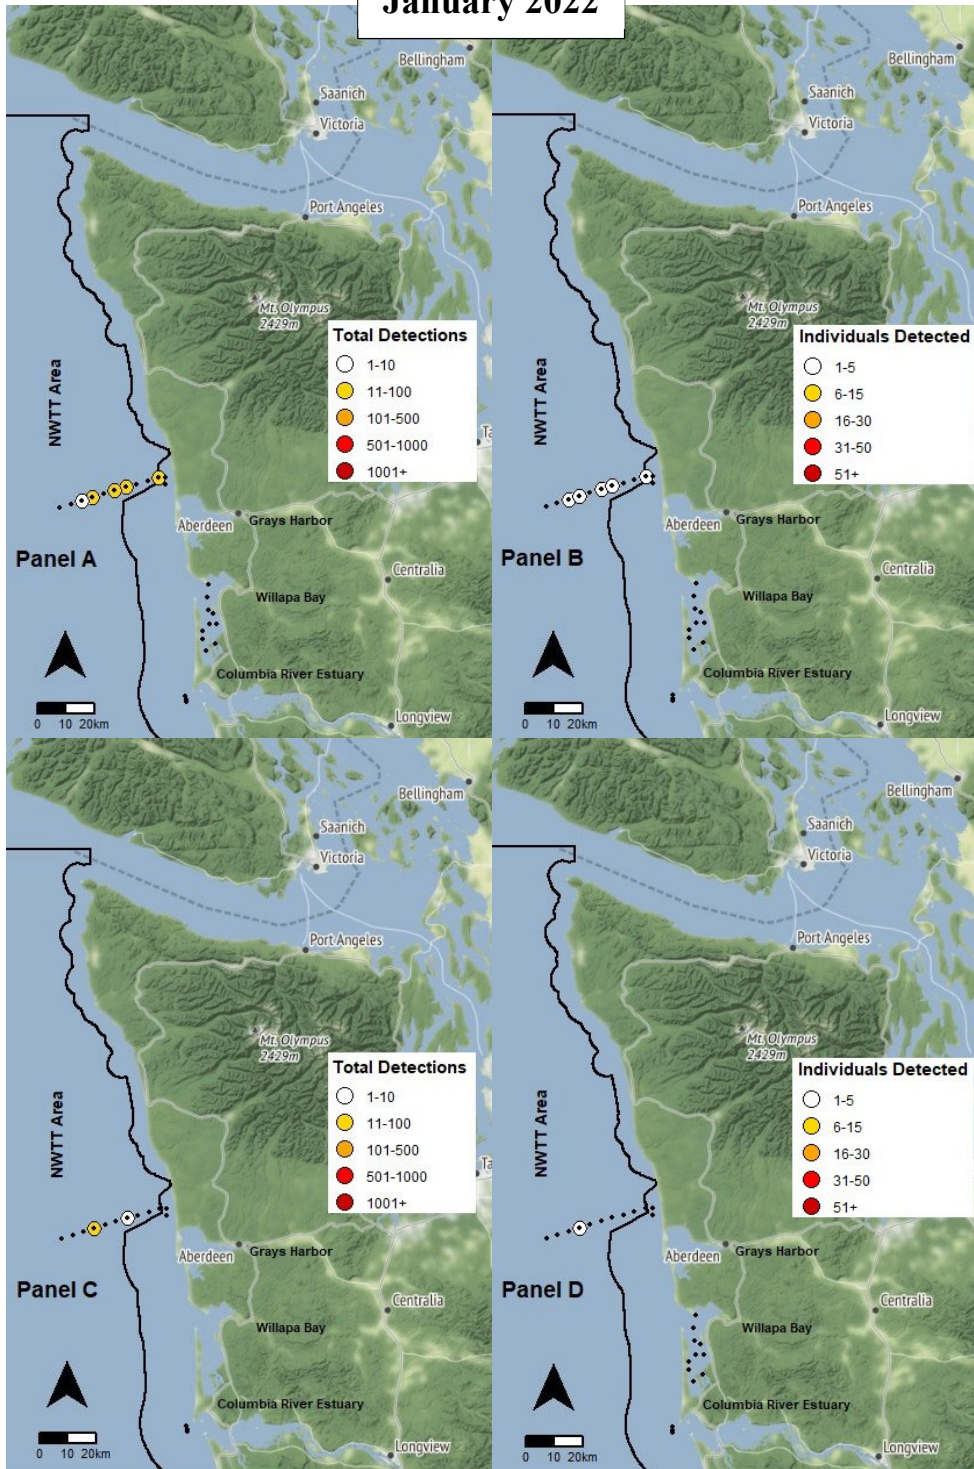 January 2022
Bellingham
Saanich
Victoria
Port Angeles
Mt. Olympus
2429m
Total Detections
1-10
11-100
101-500
501-1000
1001+
NWTT Area
Ta
Aberdeen
Grays Harbor
Panel A
Centralia
Willapa Bay
Columbia River Estuary
0 10 20km
Longview
Bellingham
Saanich
Victoria
Port Angeles
Mt. Olympus
2429m
Individuals Detected
1-5
6-15
16-30
31-50
51+
NWTT Area
Aberdeen
Grays Harbor
Panel B
Centralia
Willapa Bay
Columbia River Estuary
0 10 20km
Longview
Bellingham
Saanich
Victoria
Port Angeles
Mt. Olympus
2429m
Total Detections
1-10
11-100
101-500
501-1000
1001+
NWTT Area
Ta
Aberdeen
Grays Harbor
Panel C
Centralia
Willapa Bay
Columbia River Estuary
0 10 20km
Longview
Bellingham
Saanich
Victoria
Port Angeles
Mt. Olympus
2429m
Individuals Detected
1-5
6-15
16-30
31-50
51+
NWTT Area
Aberdeen
Grays Harbor
Panel D
Centralia
Willapa Bay
Columbia River Estuary
0 10 20km
Longview